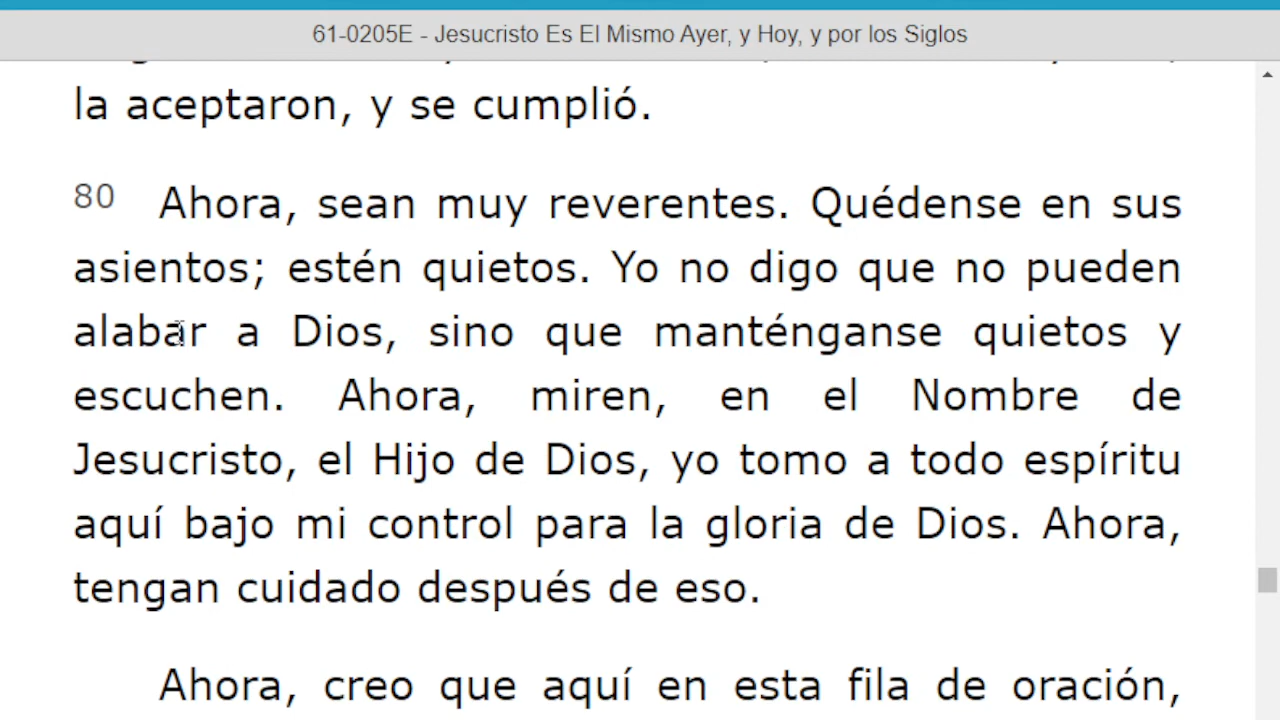 61-0205E - Jesucristo Es El Mismo Ayer, y Hoy, y por los Siglos
la aceptaron, y se cumplió.
80 Ahora, sean muy reverentes. Quédense en sus
asientos; estén quietos. Yo no digo que no pueden
alabar a Dios, sino que manténganse quietos y
escuchen. Ahora, miren, en el Nombre de
Jesucristo, el Hijo de Dios, yo tomo a todo espíritu
aquí bajo mi control para la gloria de Dios. Ahora,
tengan cuidado después de eso.
Ahora, creo que aquí en esta fila de oración,